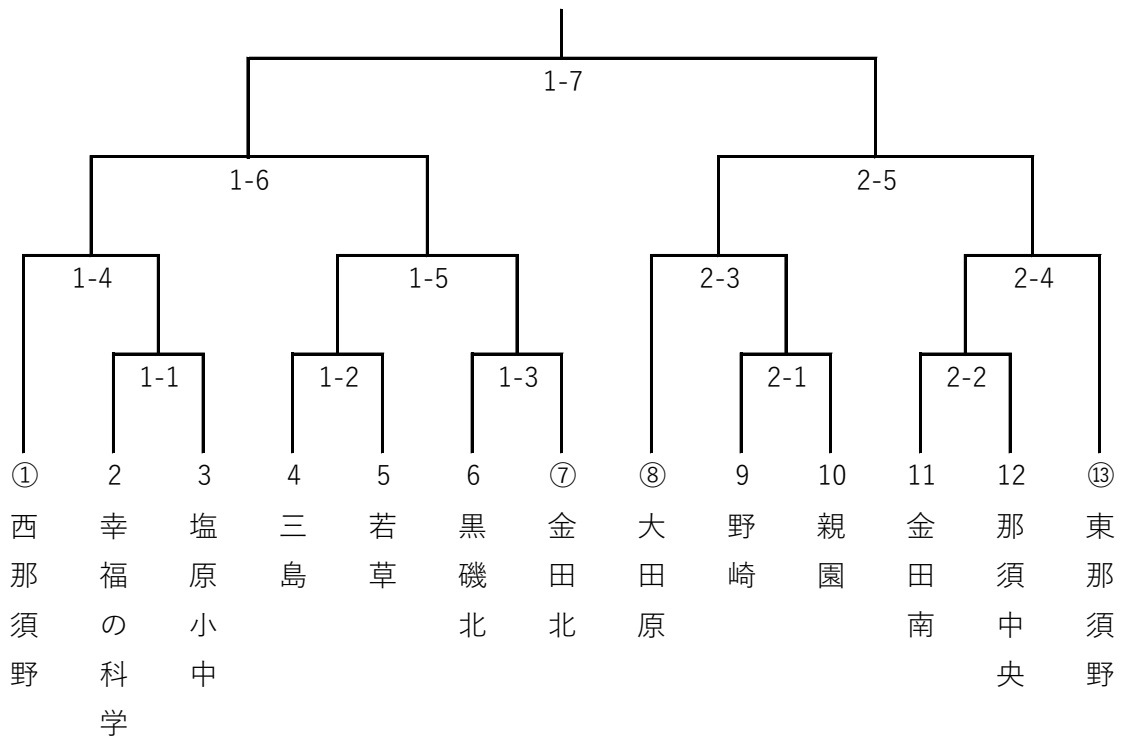 1-7
1-6
2-5
1-4
1-5
2-3
2-4
1-1
1-2
1-3
2-1
2-2
① 2 3 4 5 6 ⑦ ⑧ 9 10 11 12 ⑬
西那須野
幸福の科学
塩原小中
三島
若草
黒磯北
金田北
大田原
野崎
親園
金田南
那須中央
東那須野